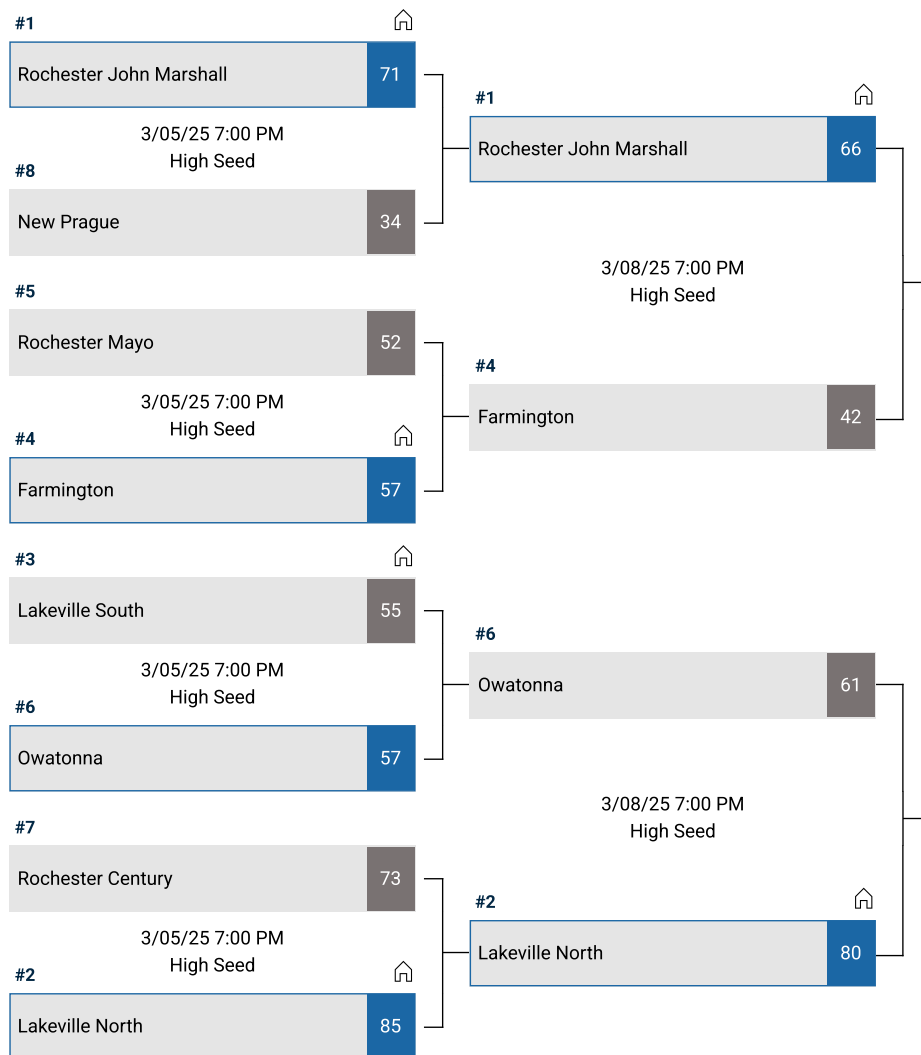 #1
Rochester John Marshall 71
3/05/25 7:00 PM
High Seed
#8
New Prague 34
#5
Rochester Mayo 52
3/05/25 7:00 PM
High Seed
#4
Farmington 57
#3
Lakeville South 55
3/05/25 7:00 PM
High Seed
#6
Owatonna 57
#7
Rochester Century 73
3/05/25 7:00 PM
High Seed
#2
Lakeville North 85
#1
Rochester John Marshall 66
3/08/25 7:00 PM
High Seed
#4
Farmington 42
#6
Owatonna 61
3/08/25 7:00 PM
High Seed
#2
Lakeville North 80